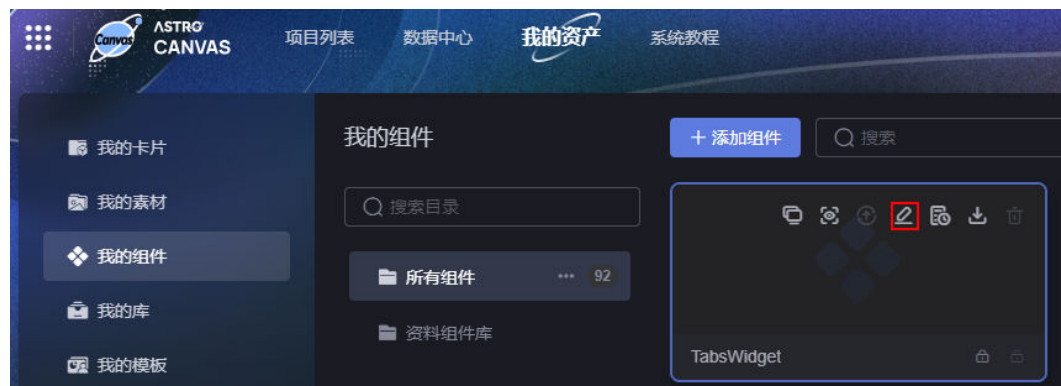 Canvas
ASTRO
CANVAS
项目列表
数据中心
我的资产
系统教程
我的卡片
我的素材
我的组件
我的库
我的模板
我的组件
搜索目录
所有组件 ··· 92
资料组件库
+ 添加组件
搜索
TabsWidget